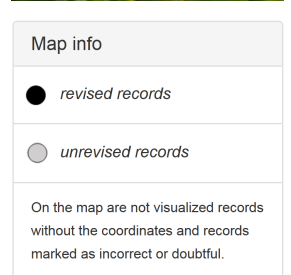 Map info
revised records
unrevised records
On the map are not visualized records
without the coordinates and records
marked as incorrect or doubtful.